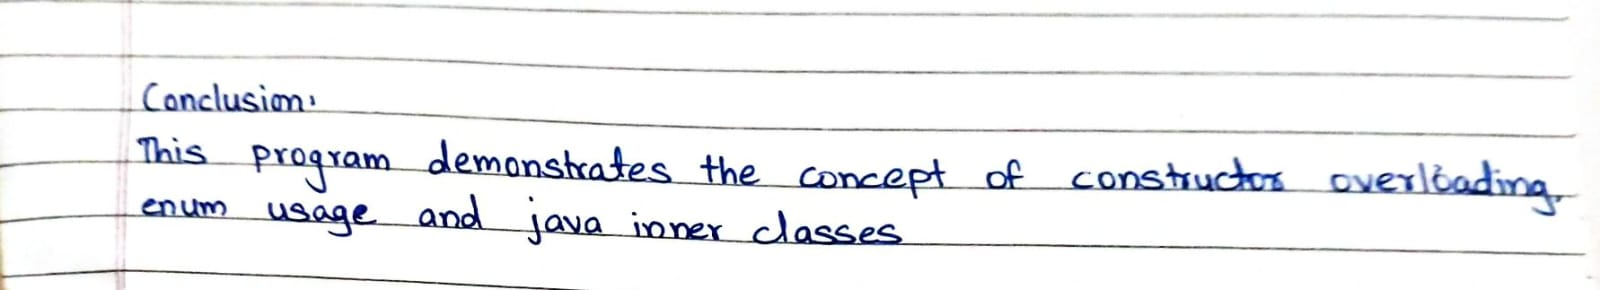 Conclusion:
This program demonstrates the concept of constructor overloading,
enum usage and java inner classes